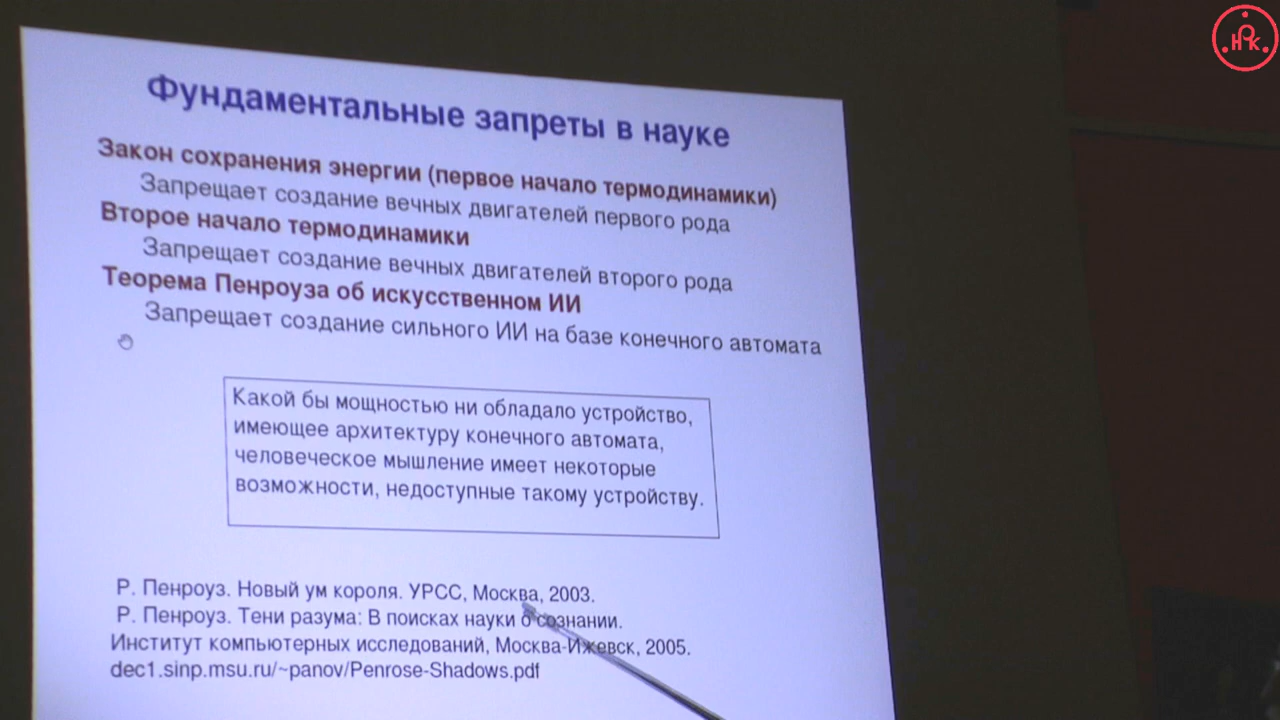 Фундаментальные запреты в науке
Закон сохранения энергии (первое начало термодинамики)
Запрещает создание вечных двигателей первого рода
Второе начало термодинамики
Запрещает создание вечных двигателей второго рода
Теорема Пенроуза об искусственном ИИ
Запрещает создание сильного ИИ на базе конечного автомата
Какой бы мощностью ни обладало устройство,
имеющее архитектуру конечного автомата,
человеческое мышление имеет некоторые
возможности, недоступные такому устройству.
Р. Пенроуз. Новый ум короля. УРСС, Москва, 2003.
Р. Пенроуз. Тени разума: В поисках науки о сознании.
Институт компьютерных исследований, Москва-Ижевск, 2005.
dec1.sinp.msu.ru/~panov/Penrose-Shadows.pdf